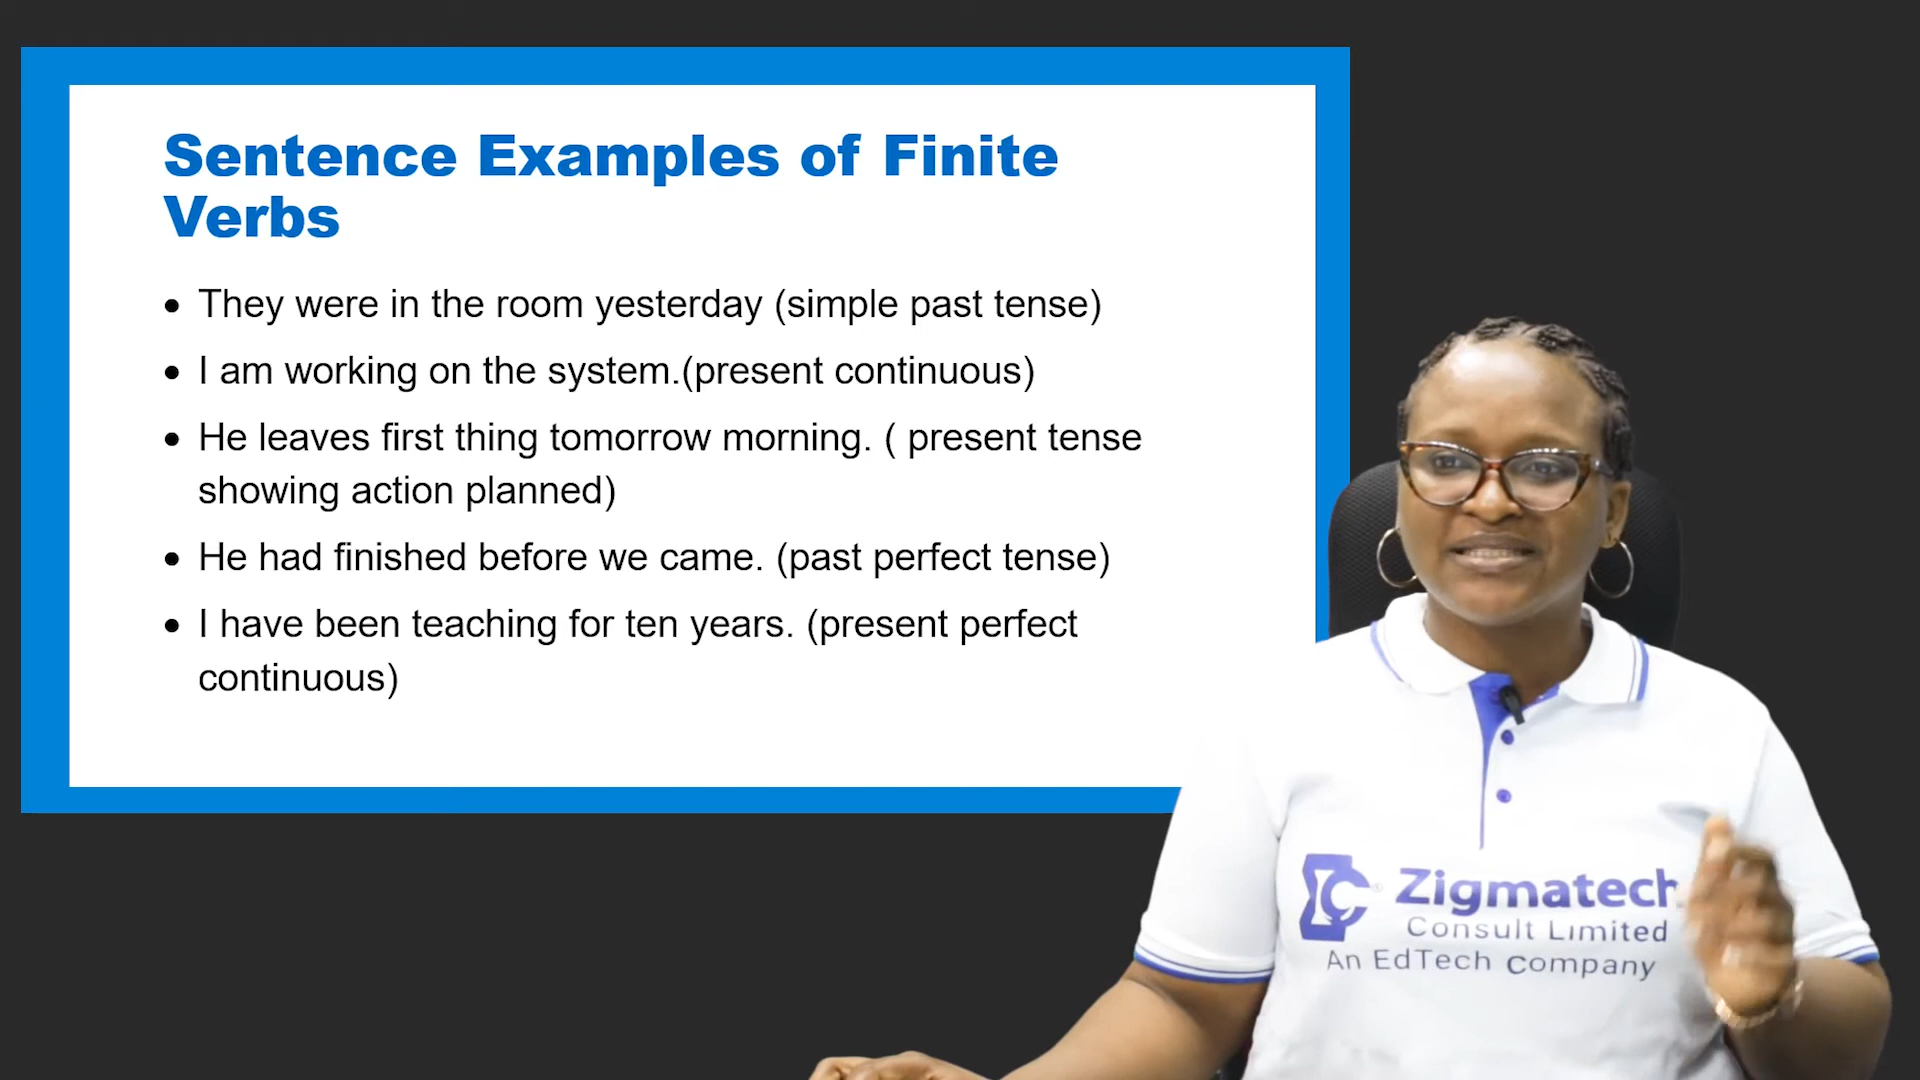 Sentence Examples of Finite
Verbs
• They were in the room yesterday (simple past tense)
• I am working on the system.(present continuous)
• He leaves first thing tomorrow morning. ( present tense
showing action planned)
• He had finished before we came. (past perfect tense)
• I have been teaching for ten years. (present perfect
continuous)
Zigmatech
Consult Limited
An EdTech Company